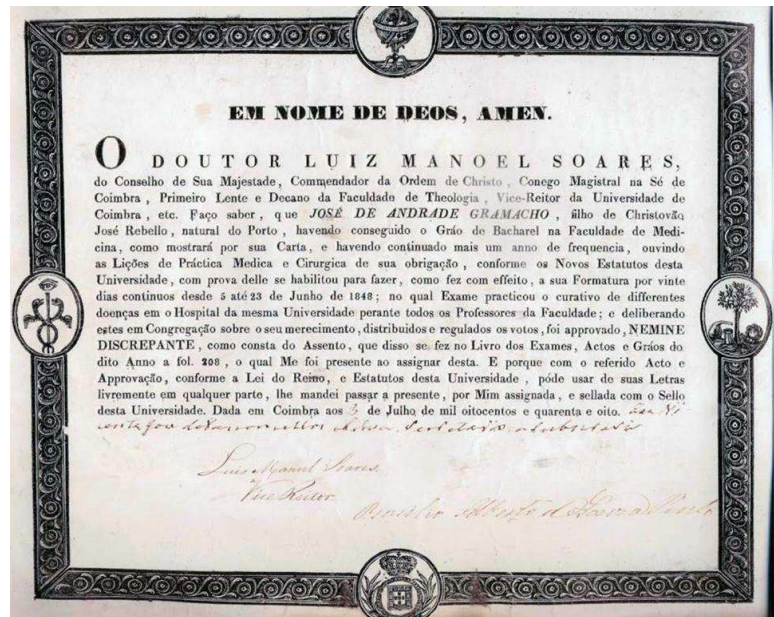 EM NOME DE DEOS, AMEN.
O DOUTOR LUIZ MANOEL SOARES,
do Conselho de Sua Majestade, Commendador da Ordem de Christo, Conego Magistral na Sé de
Coimbra, Primeiro Lente e Decano da Faculdade de Theologia, Vice-Reitor da Universidade de
Coimbra, etc. Faço saber, que JOSÉ DE ANDRADE GRAMACHO, filho de Christovão
José Rebello, natural do Porto, havendo conseguido o Gráo de Bacharel na Faculdade de Medi-
cina, como mostrará por sua Carta, e havendo continuado mais um anno de frequencia, ouvindo
as Lições de Práctica Medica e Cirurgica de sua obrigação, conforme os Novos Estatutos desta
Universidade, com prova delle se habilitou para fazer, como fez com effeito, a sua Formatura por vinte
dias continuos desde 5 até 23 de Junho de 1848; no qual Exame practicou o curativo de differentes
doenças em o Hospital da mesma Universidade perante todos os Professores da Faculdade; e deliberando
estes em Congregação sobre o seu merecimento, distribuidos e regulados os votos, foi approvado, NEMINE
DISCREPANTE, como consta do Assento, que disso se fez no Livro dos Exames, Actos e Gráos do
dito Anno a fol. 208, o qual Me foi presente ao assignar desta. E porque com o referido Acto e
Approvação, conforme a Lei do Reino, e Estatutos desta Universidade, póde usar de suas Letras
livremente em qualquer parte, lhe mandei passar a presente, por Mim assignada, e sellada com o Sello
desta Universidade. Dada em Coimbra aos 3 de Julho de mil oitocentos e quarenta e oito.
Luiz Manuel Soares
Vice Reitor